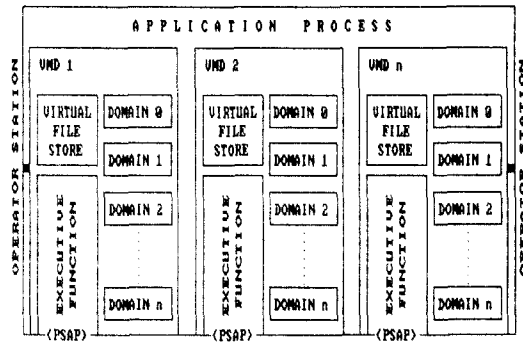 APPLICATION PROCESS
OPERATOR STATION
VMD 1
VIRTUAL
FILE
STORE
EXECUTIVE
FUNCTION
DOMAIN 0
DOMAIN 1
DOMAIN 2
DOMAIN n
(PSAP)
VMD 2
VIRTUAL
FILE
STORE
EXECUTIVE
FUNCTION
DOMAIN 0
DOMAIN 1
DOMAIN 2
DOMAIN n
(PSAP)
VMD n
VIRTUAL
FILE
STORE
EXECUTIVE
FUNCTION
DOMAIN 0
DOMAIN 1
DOMAIN 2
DOMAIN n
(PSAP)
OPERATOR STATION